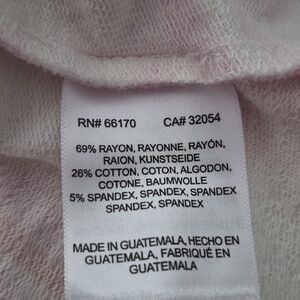 RN# 66170 CA# 32054
69% RAYON, RAYONNE, RAYÓN,
RAION, KUNSTSEIDE
26% COTTON, COTON, ALGODON,
COTONE, BAUMWOLLE
5% SPANDEX, SPANDEX, SPANDEX
SPANDEX, SPANDEX
MADE IN GUATEMALA, HECHO EN
GUATEMALA, FABRIQUÉ EN
GUATEMALA